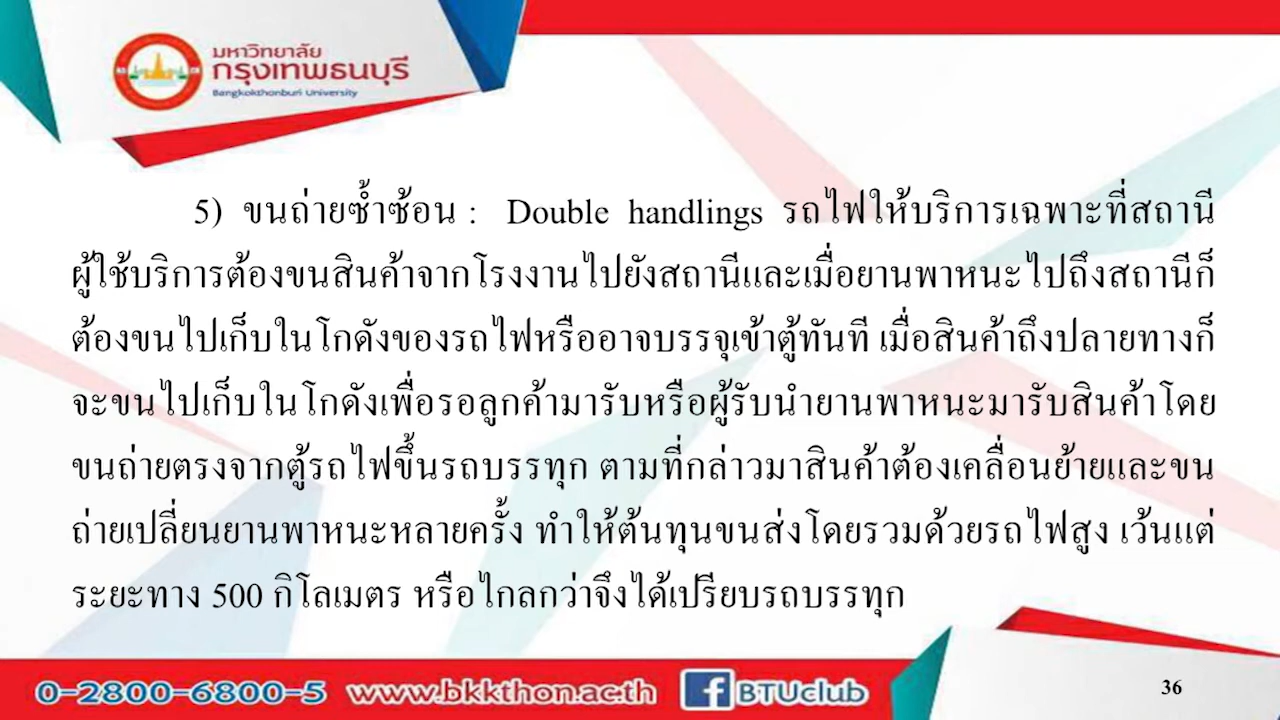 มหาวิทยาลัย
กรุงเทพธนบุรี
Bangkokthonburi University
5) ขนถ่ายซ้ำซ้อน : Double handlings รถไฟให้บริการเฉพาะที่สถานี
ผู้ใช้บริการต้องขนสินค้าจากโรงงานไปยังสถานีและเมื่อยานพาหนะไปถึงสถานีก็
ต้องขนไปเก็บในโกดังของรถไฟหรืออาจบรรจุเข้าตู้ทันที เมื่อสินค้าถึงปลายทางก็
จะขนไปเก็บในโกดังเพื่อรอลูกค้ามารับหรือผู้รับนำยานพาหนะมารับสินค้าโดย
ขนถ่ายตรงจากตู้รถไฟขึ้นรถบรรทุก ตามที่กล่าวมาสินค้าต้องเคลื่อนย้ายและขน
ถ่ายเปลี่ยนยานพาหนะหลายครั้ง ทำให้ต้นทุนขนส่งโดยรวมด้วยรถไฟสูง เว้นแต่
ระยะทาง 500 กิโลเมตร หรือไกลกว่าจึงได้เปรียบรถบรรทุก
0-2800-6800-5 www.bkkthon.ac.th f BTUclub
36